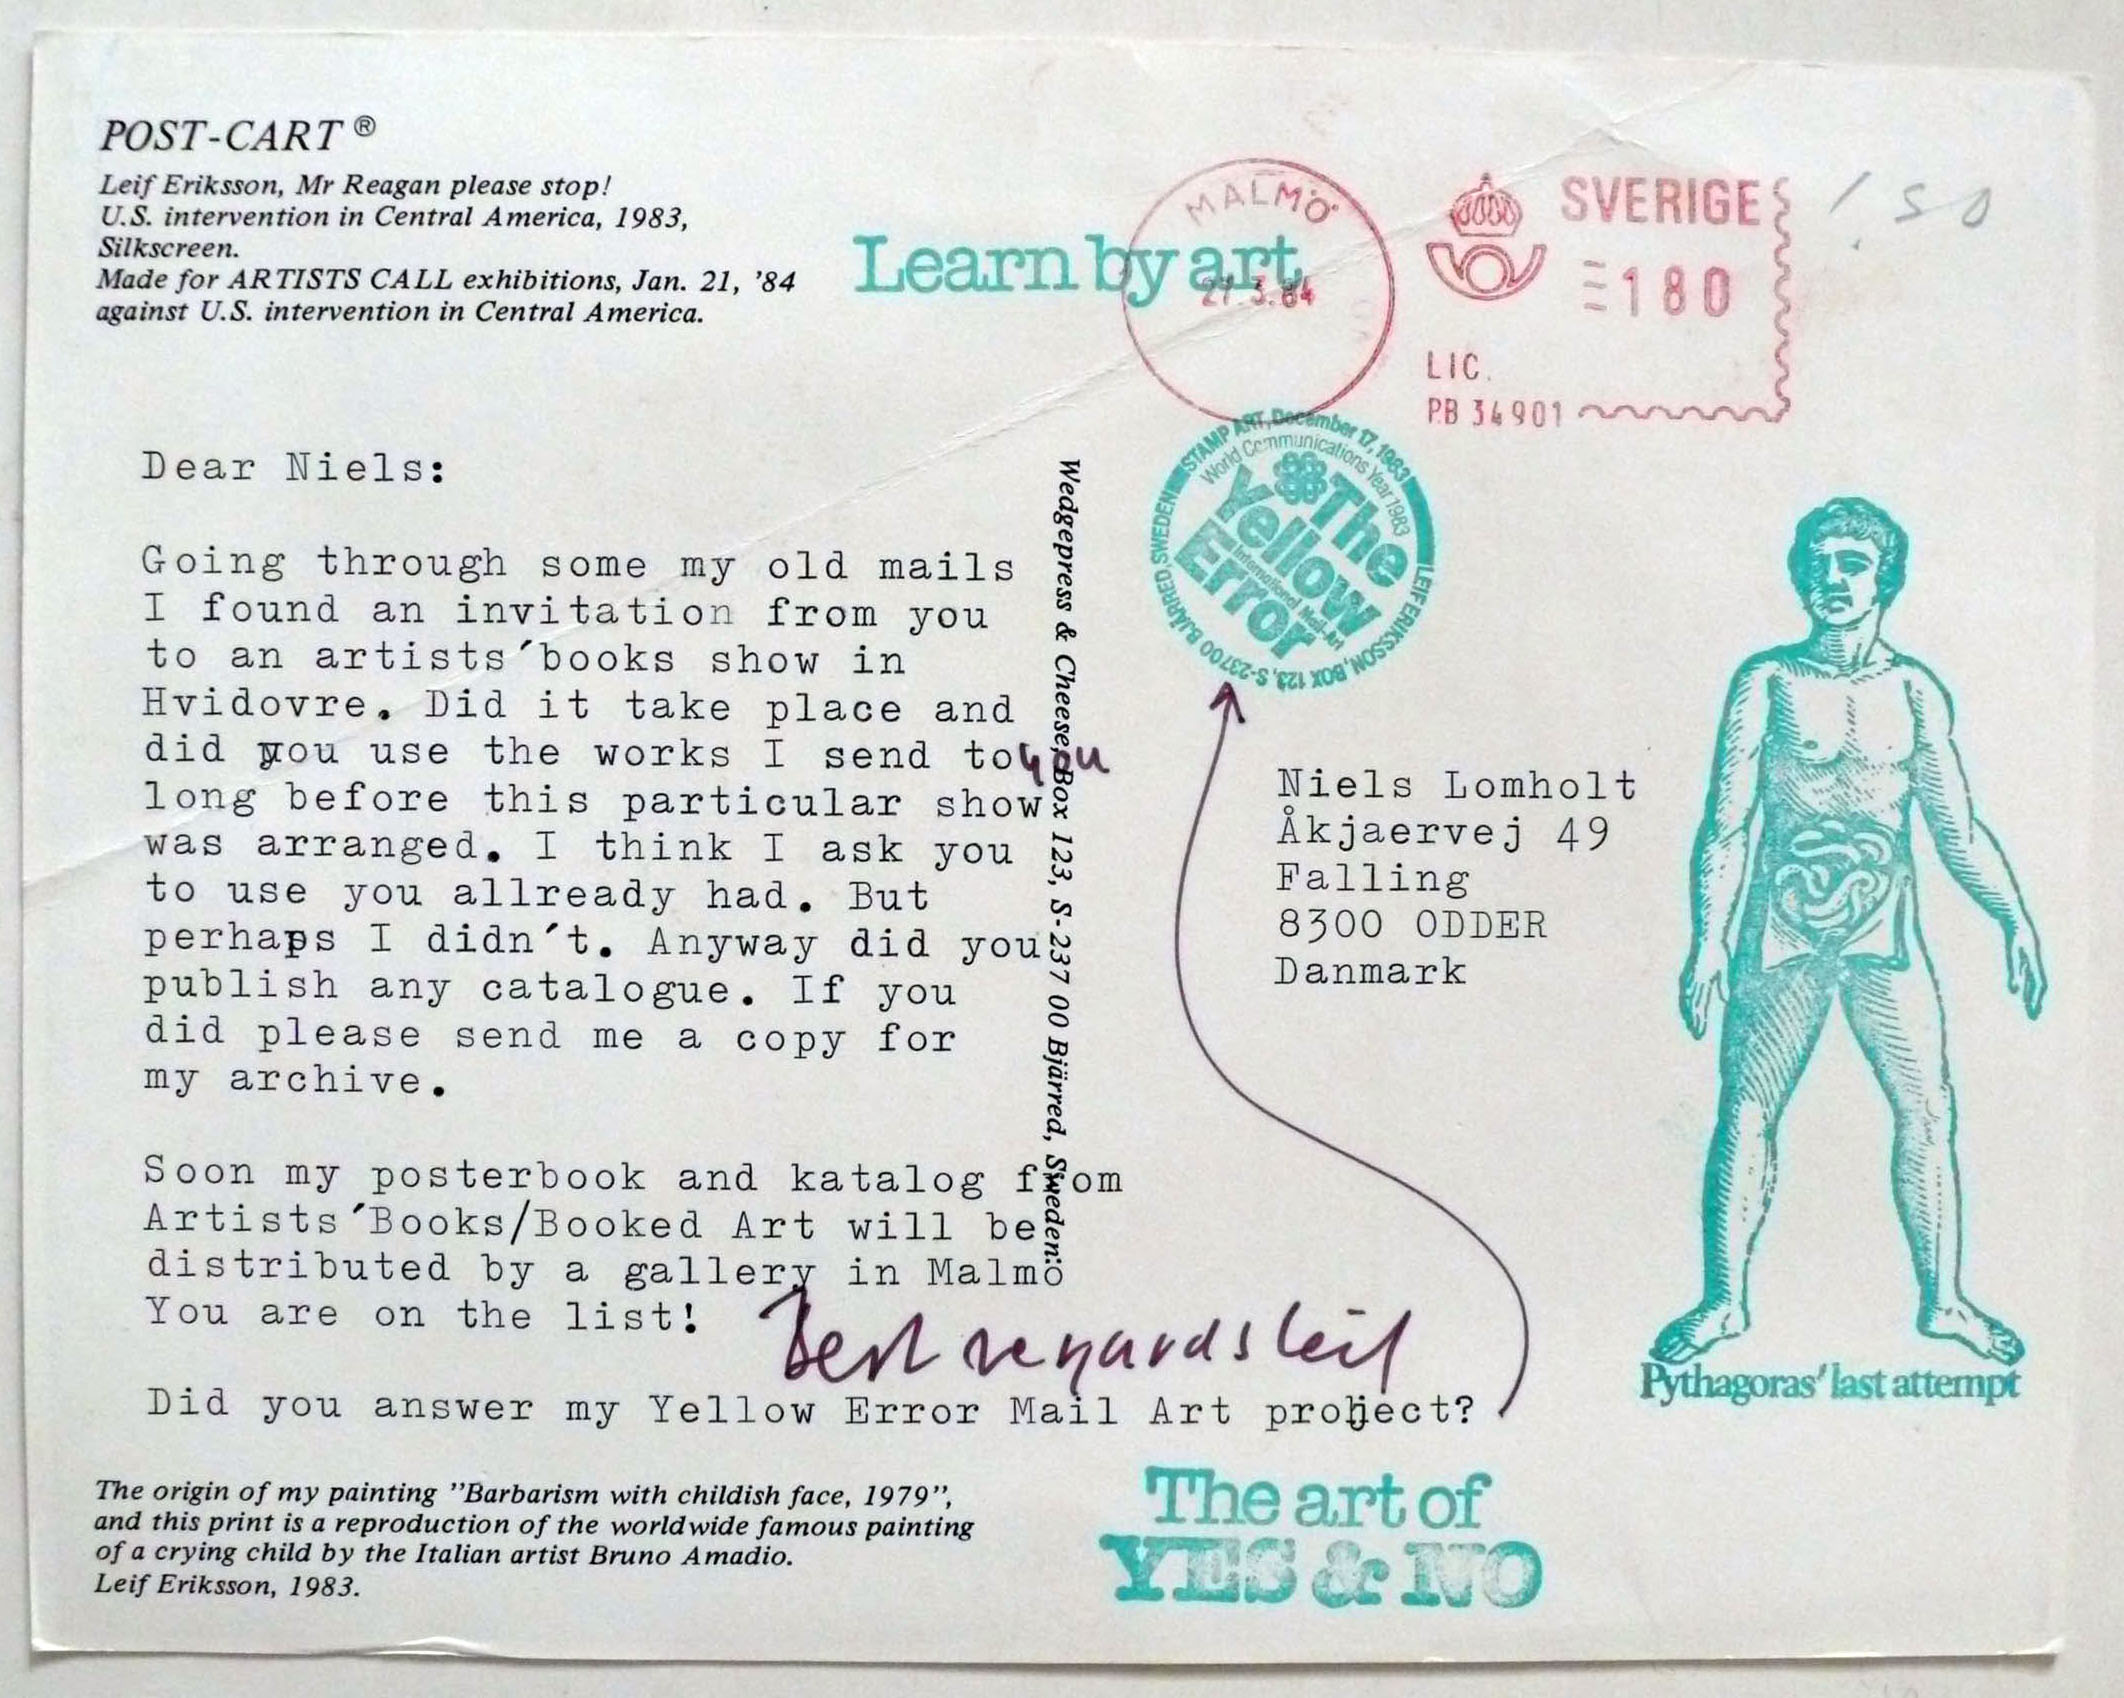 POST-CART®
Leif Eriksson, Mr Reagan please stop!
U.S. intervention in Central America, 1983,
Silkscreen.
Made for ARTISTS CALL exhibitions, Jan. 21, '84
against U.S. intervention in Central America.
Learn by art
MALMÖ
3.84
SVERIGE
180
LIC.
PB 34901
STAMP ART, December 17, 1983
LEIF ERIKSSON, BOX 123, S-23700 BJÄRRED SWEDEN
World Communications Year 1983
The
Yellow
International Mail-Art
Error
Dear Niels:
Going through some my old mails
I found an invitation from you
to an artists´books show in
Hvidovre. Did it take place and
did you use the works I send to you
long before this particular show
was arranged. I think I ask you
to use you allready had. But
perhaps I didn´t. Anyway did you
publish any catalogue. If you
did please send me a copy for
my archive.
Soon my posterbook and katalog from
Artists´Books/Booked Art will be
distributed by a gallery in Malmö
You are on the list!
Best regards leif
Did you answer my Yellow Error Mail Art project?
Wedgepress & Cheese, Box 123, S-237 00 Bjärred, Sweden.
Niels Lomholt
Åkjaervej 49
Falling
8300 ODDER
Danmark
Pythagoras' last attempt
The origin of my painting ”Barbarism with childish face, 1979”,
and this print is a reproduction of the worldwide famous painting
of a crying child by the Italian artist Bruno Amadio.
Leif Eriksson, 1983.
The art of
YES & NO